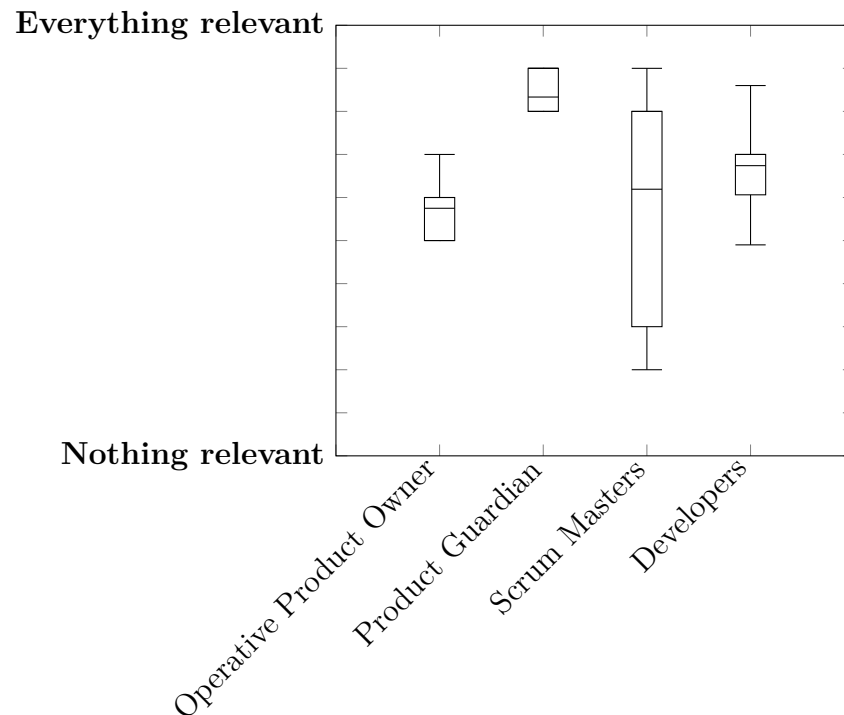 Everything relevant
Nothing relevant
Operative Product Owner
Product Guardian
Scrum Masters
Developers